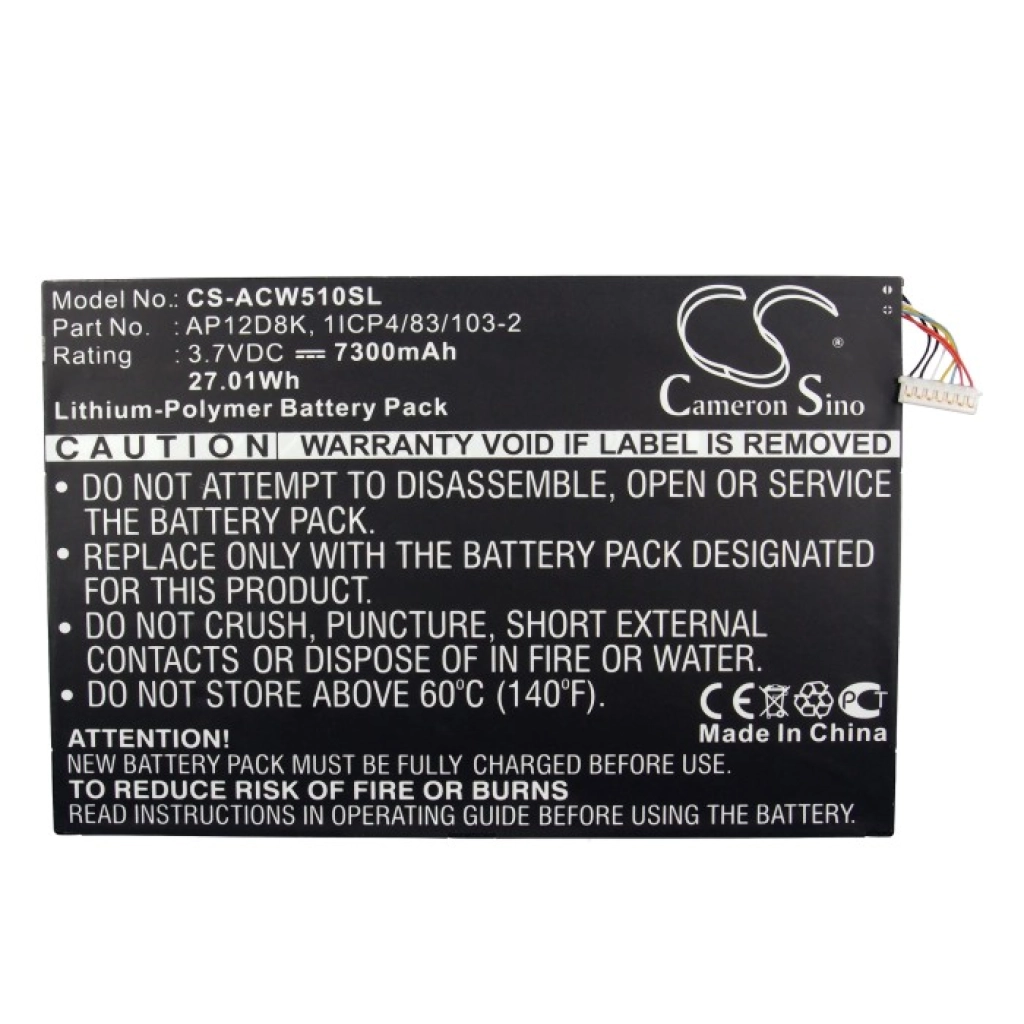 Model No.: CS-ACW510SL
Part No. : AP12D8K, 1ICP4/83/103-2
Rating : 3.7VDC ⎓ 7300mAh
27.01Wh
Lithium-Polymer Battery Pack
CS ®
Cameron Sino
CAUTION WARRANTY VOID IF LABEL IS REMOVED
• DO NOT ATTEMPT TO DISASSEMBLE, OPEN OR SERVICE
THE BATTERY PACK.
• REPLACE ONLY WITH THE BATTERY PACK DESIGNATED
FOR THIS PRODUCT.
• DO NOT CRUSH, PUNCTURE, SHORT EXTERNAL
CONTACTS OR DISPOSE OF IN FIRE OR WATER.
• DO NOT STORE ABOVE 60°C (140°F).
CE PCT
Made In China
ATTENTION!
NEW BATTERY PACK MUST BE FULLY CHARGED BEFORE USE.
TO REDUCE RISK OF FIRE OR BURNS
READ INSTRUCTIONS IN OPERATING GUIDE BEFORE USING THE BATTERY.